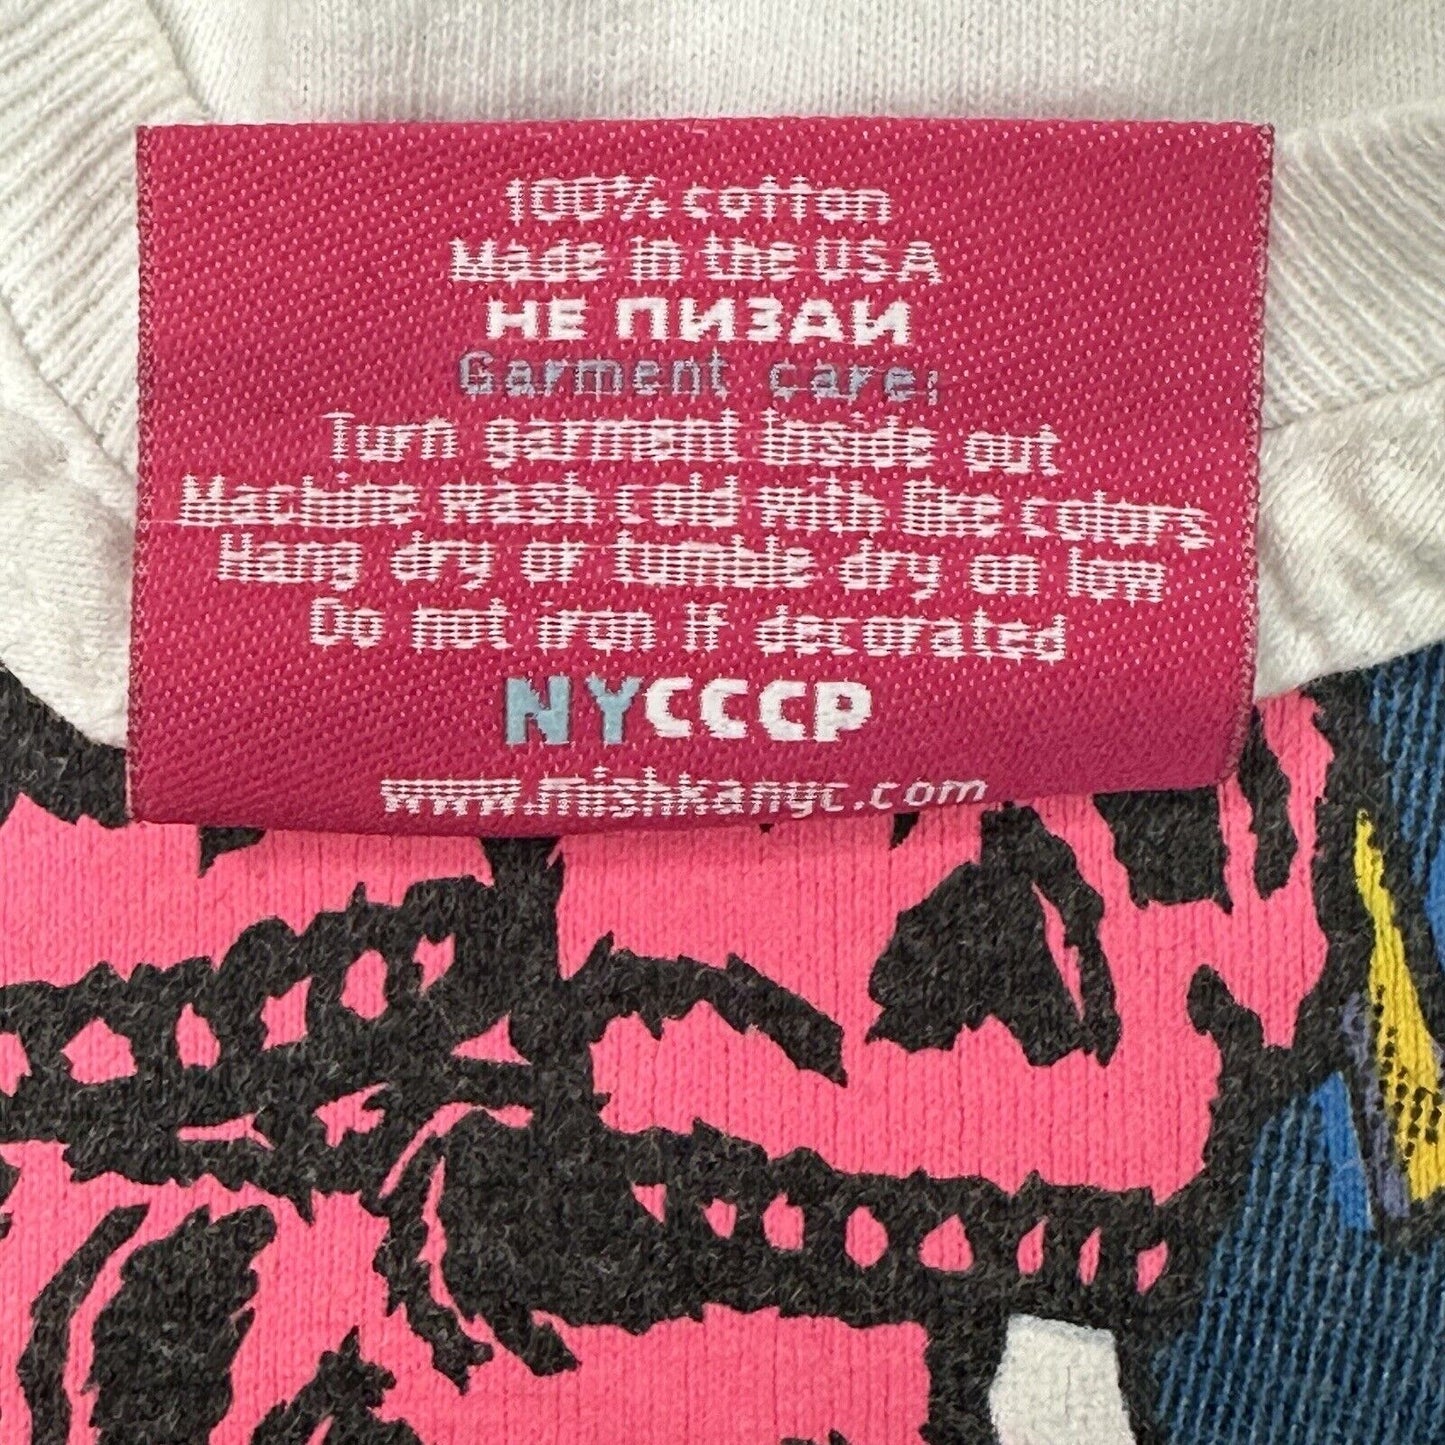 100% cotton
Made in the USA
НЕ ПИЗАИ
Garment care:
Turn garment inside out
Machine wash cold with like colors
Hang dry or tumble dry on low
Do not iron if decorated
NYCCCP
www.mishkanyc.com